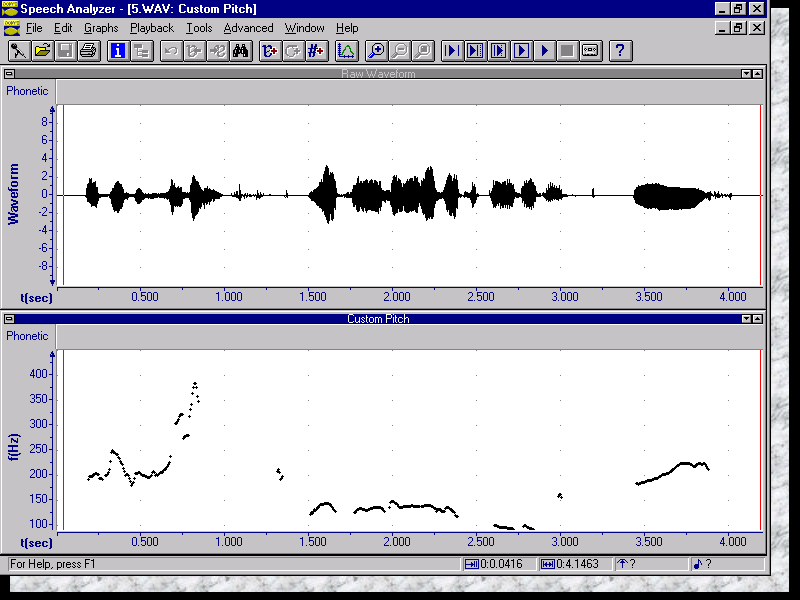 Speech Analyzer - [5.WAV: Custom Pitch]
File Edit Graphs Playback Tools Advanced Window Help
Raw Waveform
Phonetic
Waveform
8
6
4
2
0
-2
-4
-6
-8
t(sec) 0.500 1.000 1.500 2.000 2.500 3.000 3.500 4.000
Custom Pitch
Phonetic
f(Hz)
400
350
300
250
200
150
100
t(sec) 0.500 1.000 1.500 2.000 2.500 3.000 3.500 4.000
For Help, press F1 0:0.0416 0:4.1463 ? ?